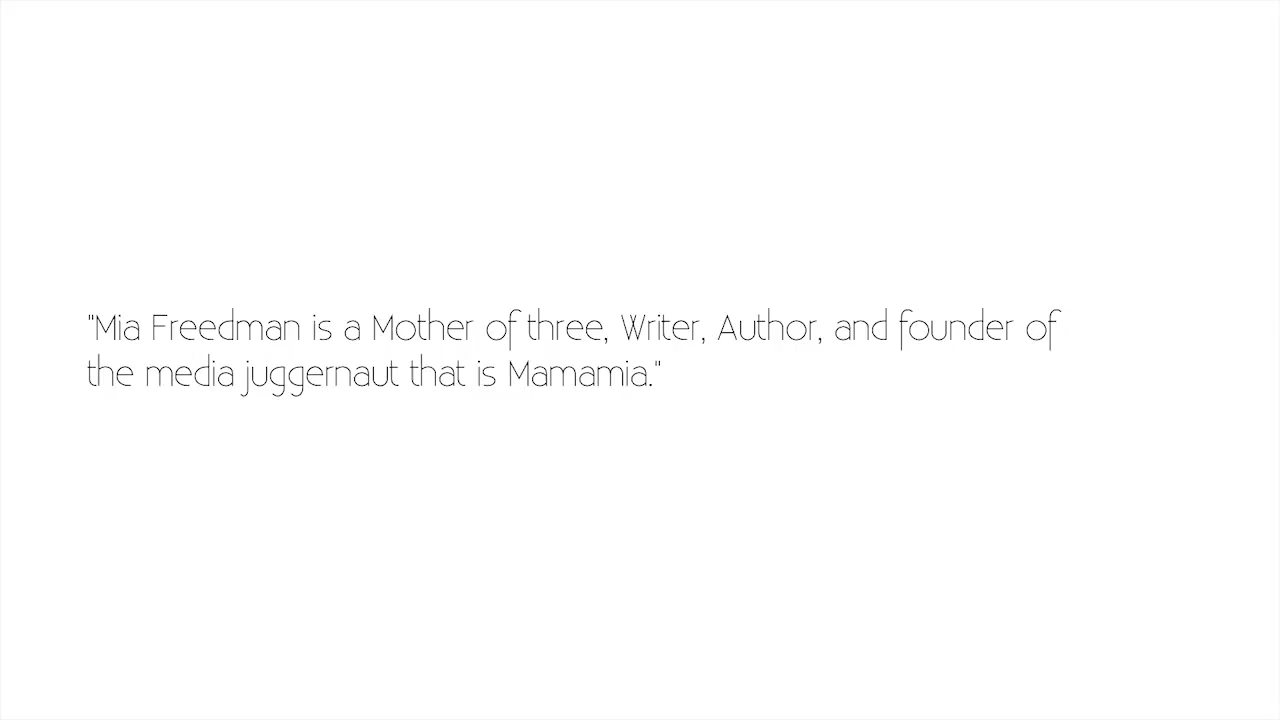 "Mia Freedman is a Mother of three, Writer, Author, and founder of
the media juggernaut that is Mamamia."